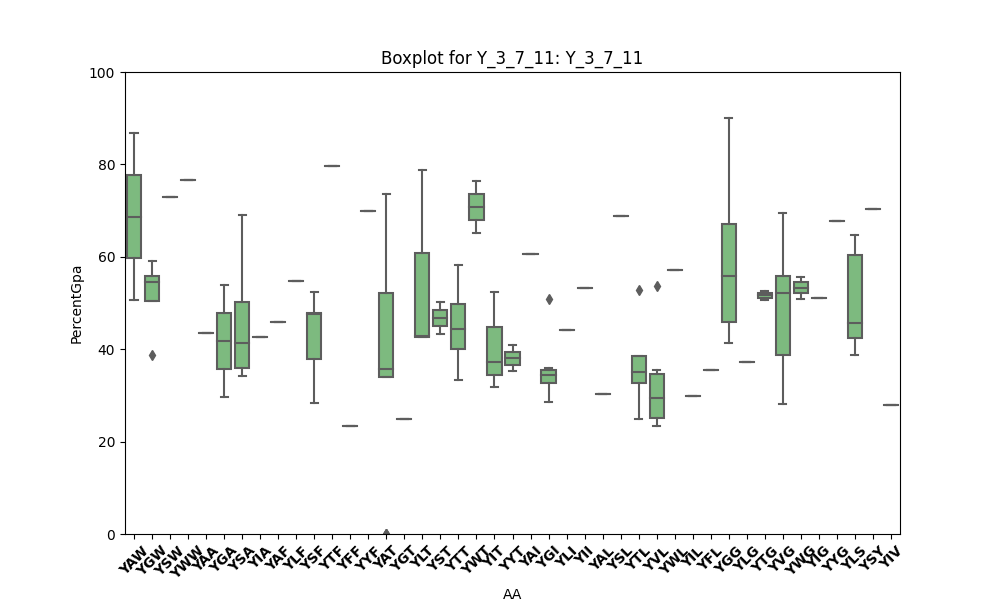 Boxplot for Y_3_7_11: Y_3_7_11
100
80
60
40
20
0
PercentGpa
YAW YGW YSW YWW YAA YGA YSA YIA YAF YLF YSF YTF YFF YYF YAT YGT YLT YST YTT YWT YIT YYT YAI YGI YLI YII YAL YSL YTL YVL YWL YIL YFL YGG YLG YTG YVG YWG YIG YYG YLS YSY YIV
AA